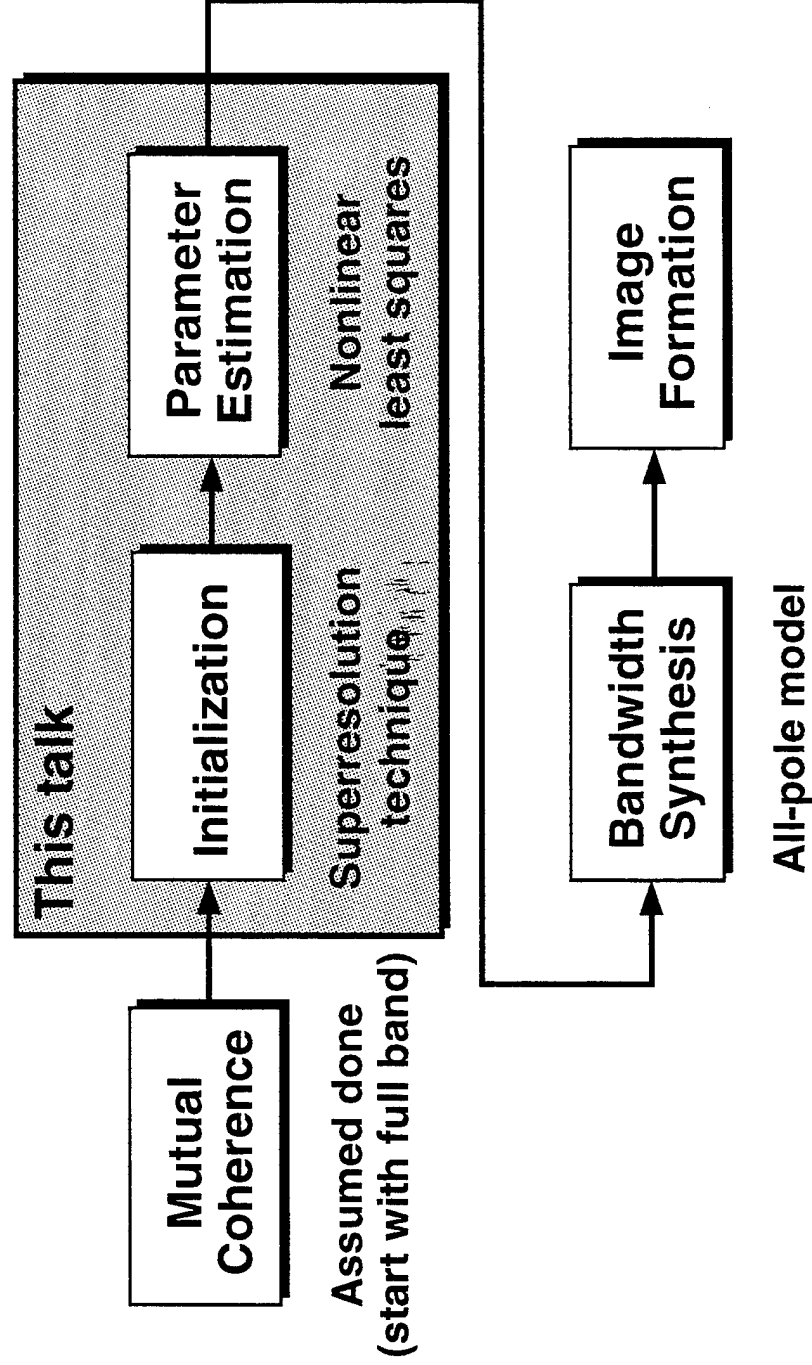 This talk
Mutual
Coherence
Initialization
Parameter
Estimation
Assumed done
(start with full band)
Superresolution
technique
Nonlinear
least squares
Bandwidth
Synthesis
Image
Formation
All-pole model